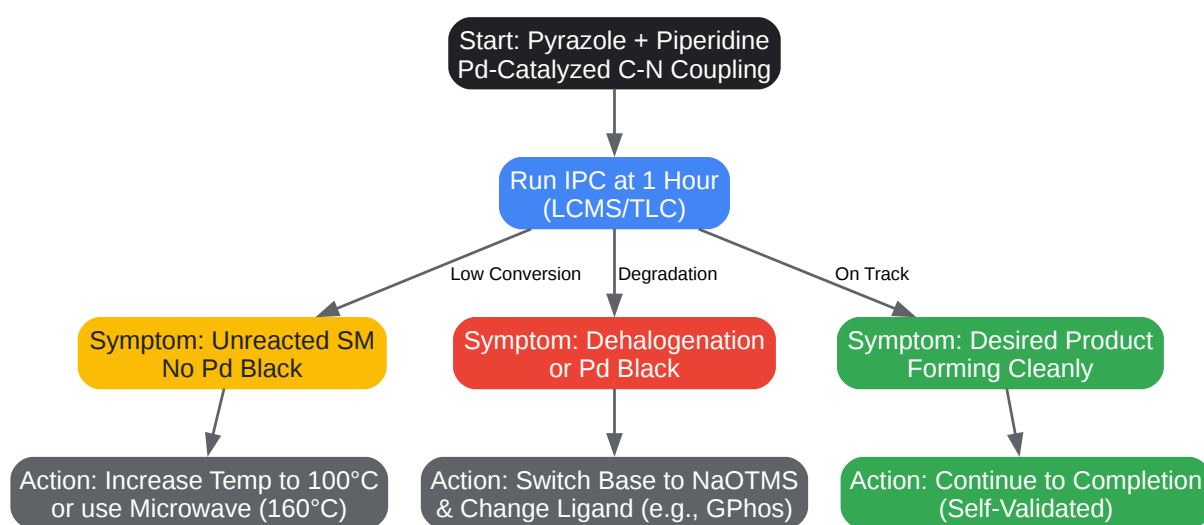 Start: Pyrazole + Piperidine
Pd-Catalyzed C-N Coupling
Run IPC at 1 Hour
(LCMS/TLC)
Low Conversion
Degradation
On Track
Symptom: Unreacted SM
No Pd Black
Symptom: Dehalogenation
or Pd Black
Symptom: Desired Product
Forming Cleanly
Action: Increase Temp to 100°C
or use Microwave (160°C)
Action: Switch Base to NaOTMS
& Change Ligand (e.g., GPhos)
Action: Continue to Completion
(Self-Validated)